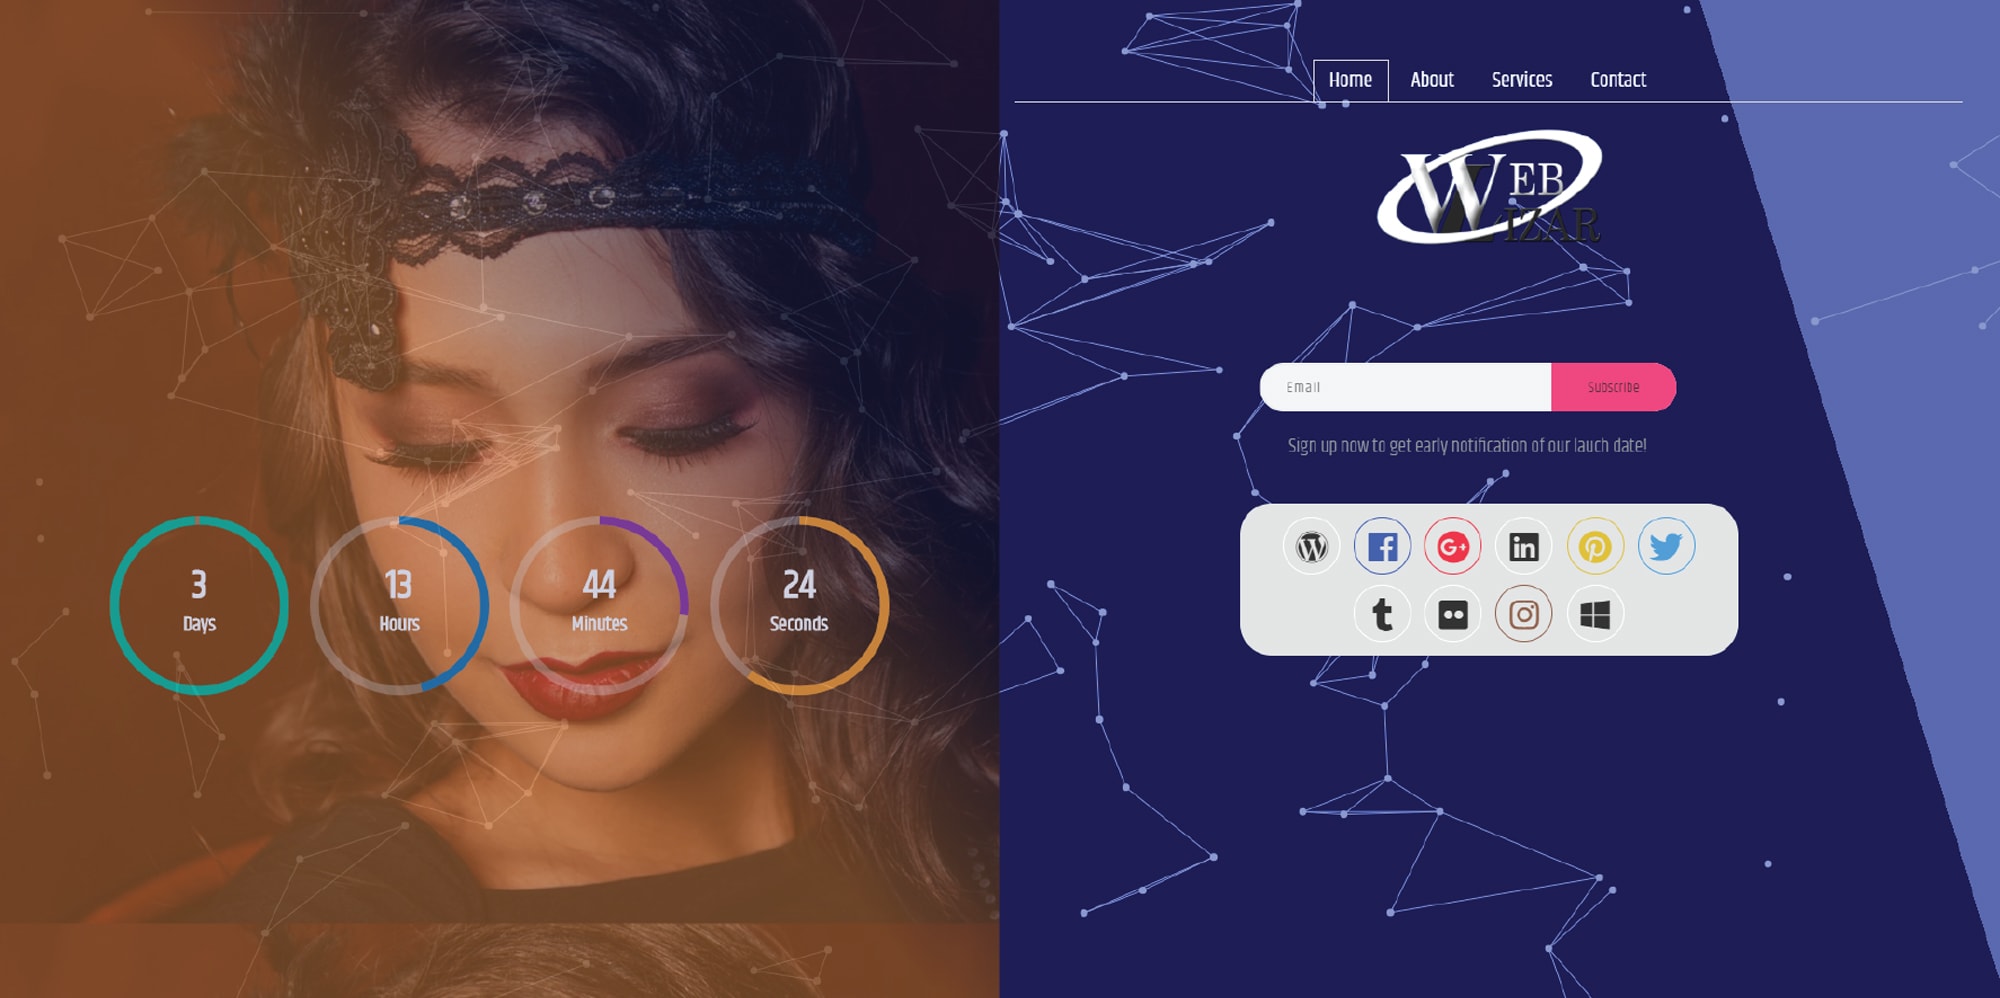 Home About Services Contact
WEB
WIZAR
Email Subscribe
Sign up now to get early notification of our lauch date!
3 13 44 24
Days Hours Minutes Seconds